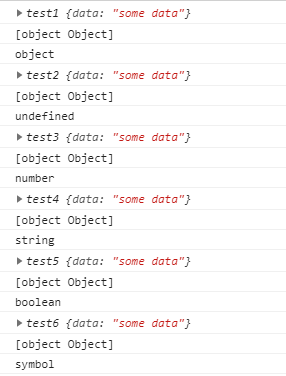 test1 {data: "some data"}
[object Object]
object
test2 {data: "some data"}
[object Object]
undefined
test3 {data: "some data"}
[object Object]
number
test4 {data: "some data"}
[object Object]
string
test5 {data: "some data"}
[object Object]
boolean
test6 {data: "some data"}
[object Object]
symbol